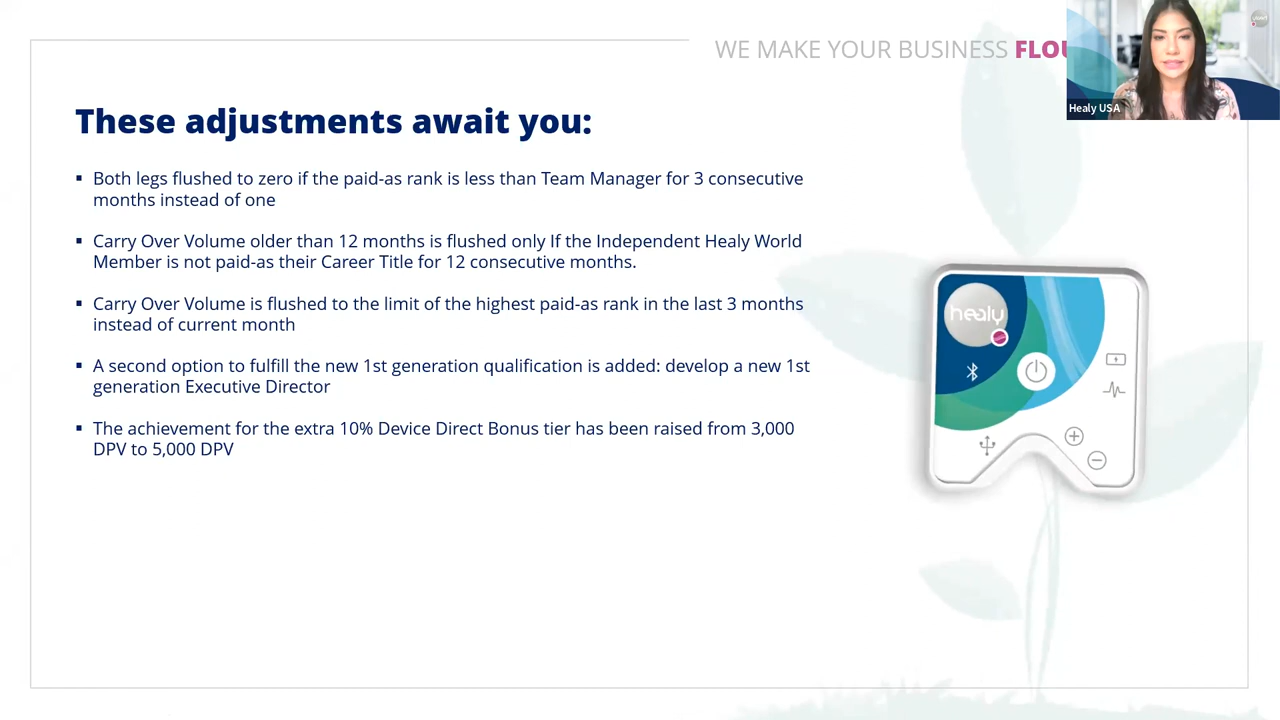 WE MAKE YOUR BUSINESS
Healy USA
These adjustments await you:
▪ Both legs flushed to zero if the paid-as rank is less than Team Manager for 3 consecutive
months instead of one
▪ Carry Over Volume older than 12 months is flushed only If the Independent Healy World
Member is not paid-as their Career Title for 12 consecutive months.
▪ Carry Over Volume is flushed to the limit of the highest paid-as rank in the last 3 months
instead of current month
▪ A second option to fulfill the new 1st generation qualification is added: develop a new 1st
generation Executive Director
▪ The achievement for the extra 10% Device Direct Bonus tier has been raised from 3,000
DPV to 5,000 DPV
healy